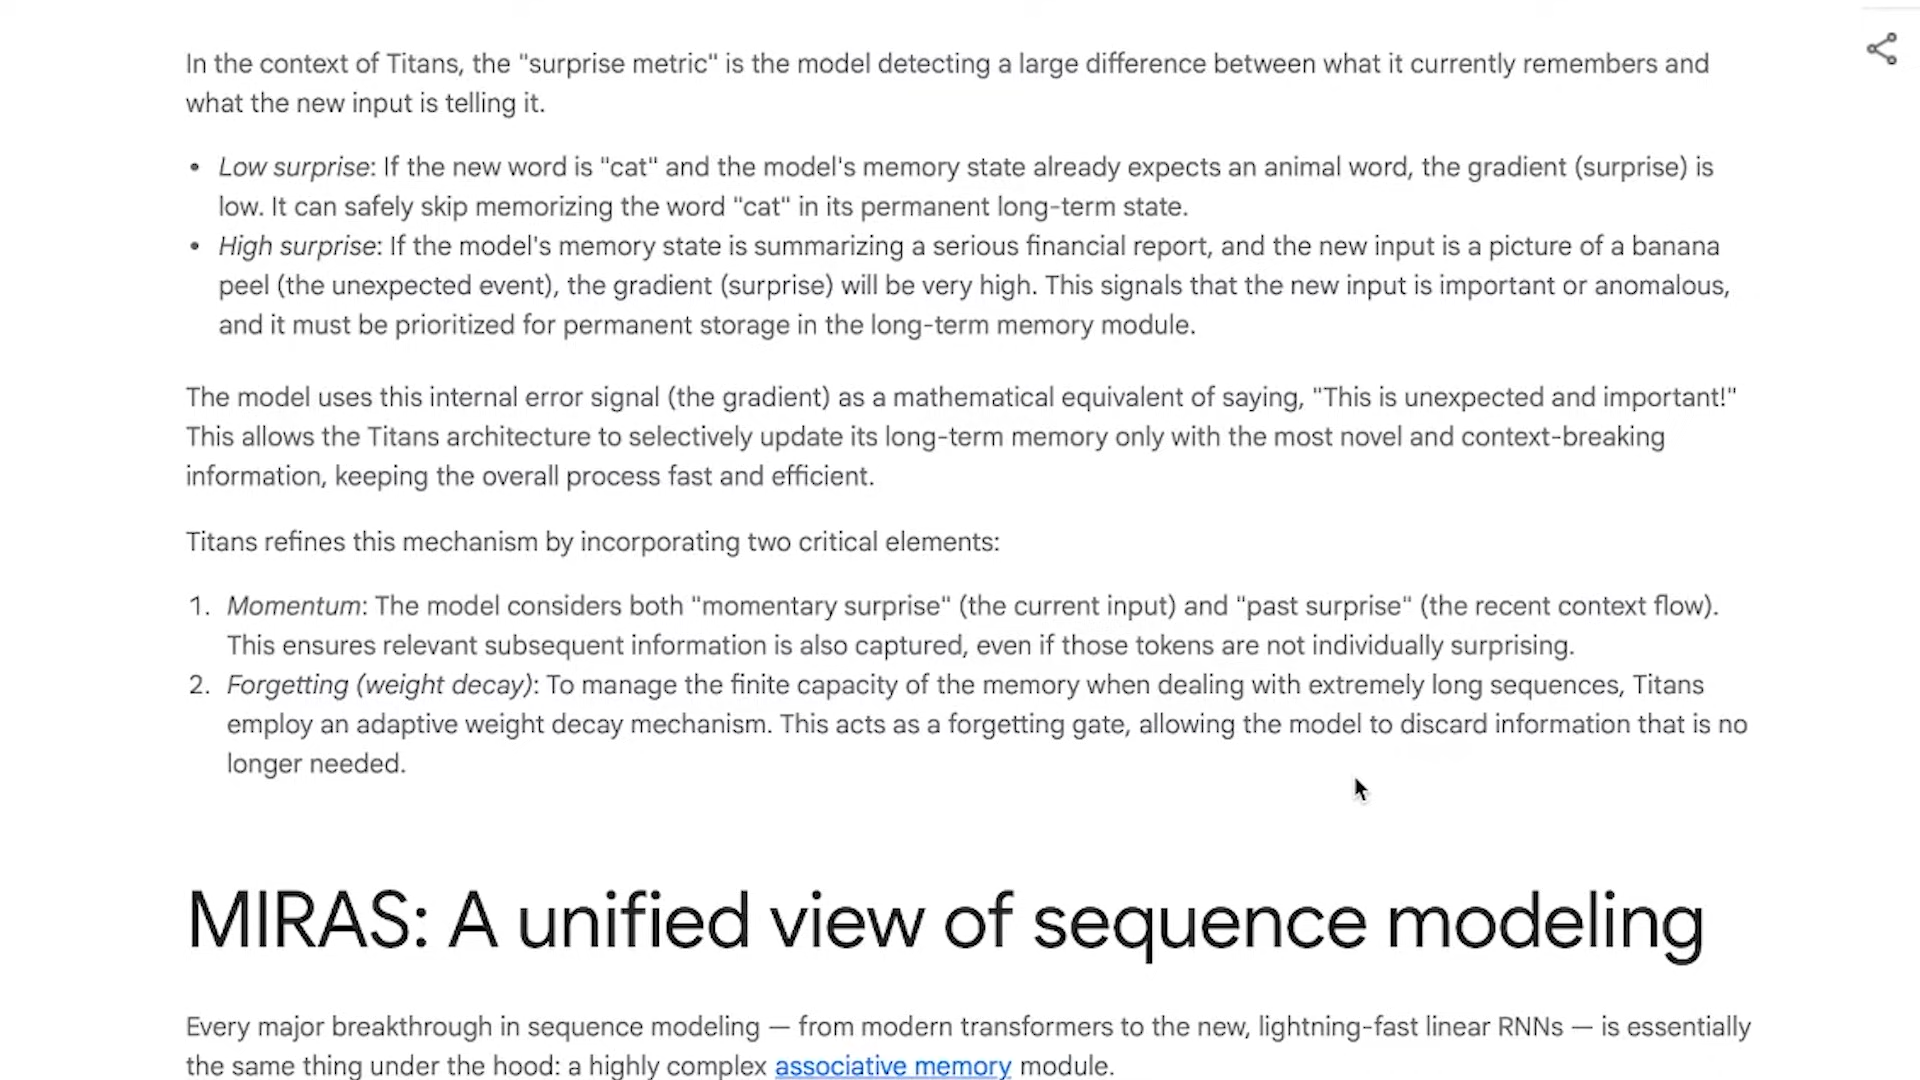 In the context of Titans, the "surprise metric" is the model detecting a large difference between what it currently remembers and
what the new input is telling it.
• Low surprise: If the new word is "cat" and the model's memory state already expects an animal word, the gradient (surprise) is
low. It can safely skip memorizing the word "cat" in its permanent long-term state.
• High surprise: If the model's memory state is summarizing a serious financial report, and the new input is a picture of a banana
peel (the unexpected event), the gradient (surprise) will be very high. This signals that the new input is important or anomalous,
and it must be prioritized for permanent storage in the long-term memory module.
The model uses this internal error signal (the gradient) as a mathematical equivalent of saying, "This is unexpected and important!"
This allows the Titans architecture to selectively update its long-term memory only with the most novel and context-breaking
information, keeping the overall process fast and efficient.
Titans refines this mechanism by incorporating two critical elements:
1. Momentum: The model considers both "momentary surprise" (the current input) and "past surprise" (the recent context flow).
This ensures relevant subsequent information is also captured, even if those tokens are not individually surprising.
2. Forgetting (weight decay): To manage the finite capacity of the memory when dealing with extremely long sequences, Titans
employ an adaptive weight decay mechanism. This acts as a forgetting gate, allowing the model to discard information that is no
longer needed.
MIRAS: A unified view of sequence modeling
Every major breakthrough in sequence modeling — from modern transformers to the new, lightning-fast linear RNNs — is essentially
the same thing under the hood: a highly complex associative memory module.